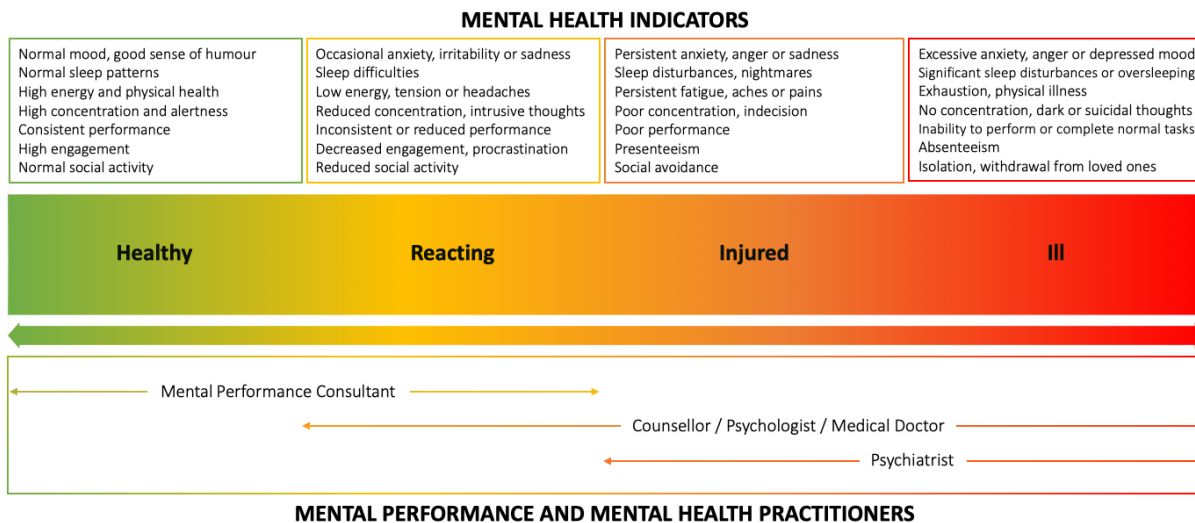 MENTAL HEALTH INDICATORS
Normal mood, good sense of humour
Normal sleep patterns
High energy and physical health
High concentration and alertness
Consistent performance
High engagement
Normal social activity
Occasional anxiety, irritability or sadness
Sleep difficulties
Low energy, tension or headaches
Reduced concentration, intrusive thoughts
Inconsistent or reduced performance
Decreased engagement, procrastination
Reduced social activity
Persistent anxiety, anger or sadness
Sleep disturbances, nightmares
Persistent fatigue, aches or pains
Poor concentration, indecision
Poor performance
Presenteeism
Social avoidance
Excessive anxiety, anger or depressed mood
Significant sleep disturbances or oversleeping
Exhaustion, physical illness
No concentration, dark or suicidal thoughts
Inability to perform or complete normal tasks
Absenteeism
Isolation, withdrawal from loved ones
Healthy
Reacting
Injured
Ill
Mental Performance Consultant
Counsellor / Psychologist / Medical Doctor
Psychiatrist
MENTAL PERFORMANCE AND MENTAL HEALTH PRACTITIONERS